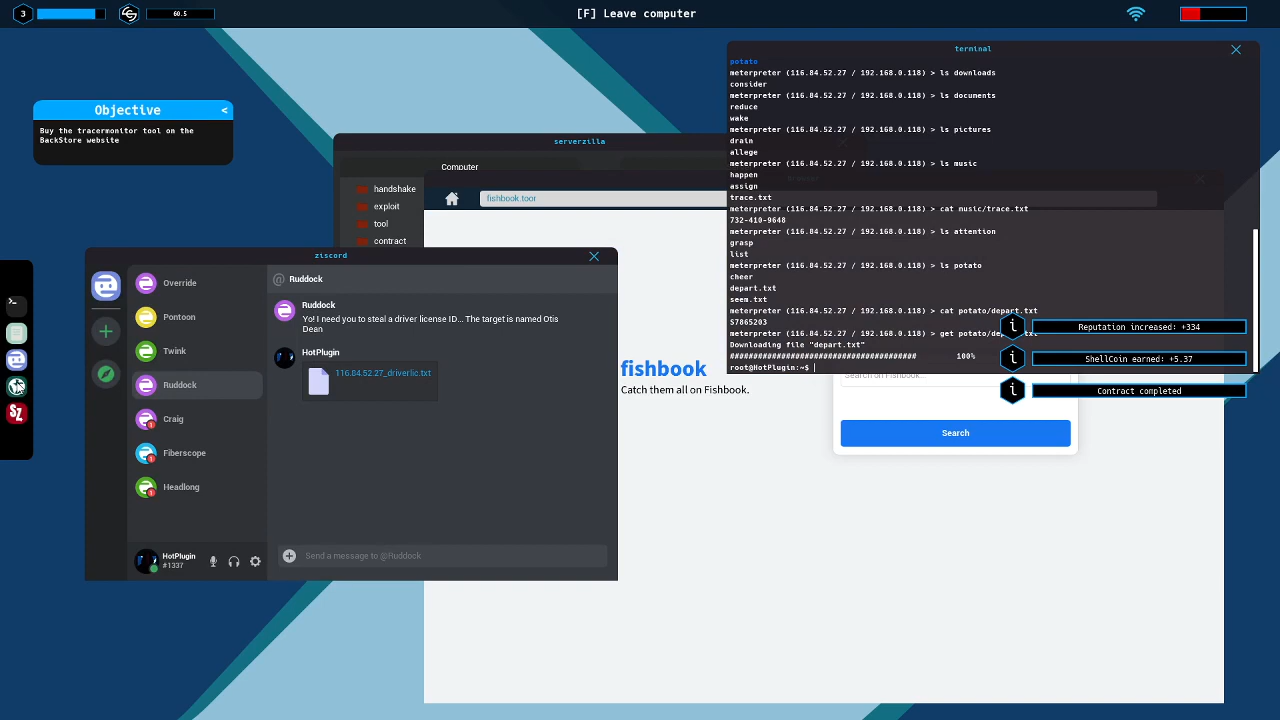 3
60.5
[F] Leave computer
Objective
<
Buy the tracermonitor tool on the
BackStore website
terminal
potato
meterpreter (116.84.52.27 / 192.168.0.118) > ls downloads
consider
meterpreter (116.84.52.27 / 192.168.0.118) > ls documents
reduce
wake
meterpreter (116.84.52.27 / 192.168.0.118) > ls pictures
drain
allege
meterpreter (116.84.52.27 / 192.168.0.118) > ls music
happen
assign
trace.txt
meterpreter (116.84.52.27 / 192.168.0.118) > cat music/trace.txt
732-410-9648
meterpreter (116.84.52.27 / 192.168.0.118) > ls attention
grasp
list
meterpreter (116.84.52.27 / 192.168.0.118) > ls potato
cheer
depart.txt
seem.txt
meterpreter (116.84.52.27 / 192.168.0.118) > cat potato/depart.txt
S7865203
meterpreter (116.84.52.27 / 192.168.0.118) > get potato/depart.txt
Downloading file "depart.txt"
######################################## 100%
root@HotPlugin:~$
Reputation increased: +334
ShellCoin earned: +5.37
Contract completed
serverzilla
Computer
handshake
exploit
tool
contract
fishbook.toor
fishbook
Catch them all on Fishbook.
Search on Fishbook...
Search
ziscord
Override
Pontoon
Twink
Ruddock
Craig
1
Fiberscope
1
Headlong
1
HotPlugin
#1337
@ Ruddock
Ruddock
Yo! I need you to steal a driver license ID... The target is named Otis
Dean
HotPlugin
116.84.52.27_driverlic.txt
Send a message to @Ruddock
SZ